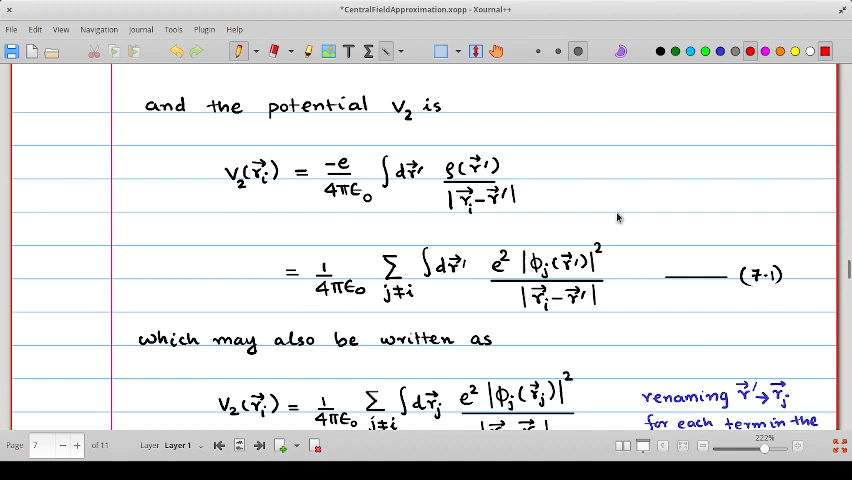 *CentralFieldApproximation.xopp - Xournal++
File Edit View Navigation Journal Tools Plugin Help
and the potential V₂ is
V₂(r⃗ᵢ) = -e/4πε₀ ∫dr⃗' ρ(r⃗')/|r⃗ᵢ-r⃗'|
= 1/4πε₀ Σ_{j≠i} ∫dr⃗' e² |ϕⱼ(r⃗')|²/|r⃗ᵢ-r⃗'| —— (7.1)
which may also be written as
V₂(r⃗ᵢ) = 1/4πε₀ Σ_{j≠i} ∫dr⃗ⱼ e² |ϕⱼ(r⃗ⱼ)|²
renaming r⃗'→r⃗ⱼ
for each term in the
Page 7 of 11 Layer Layer 1 222%